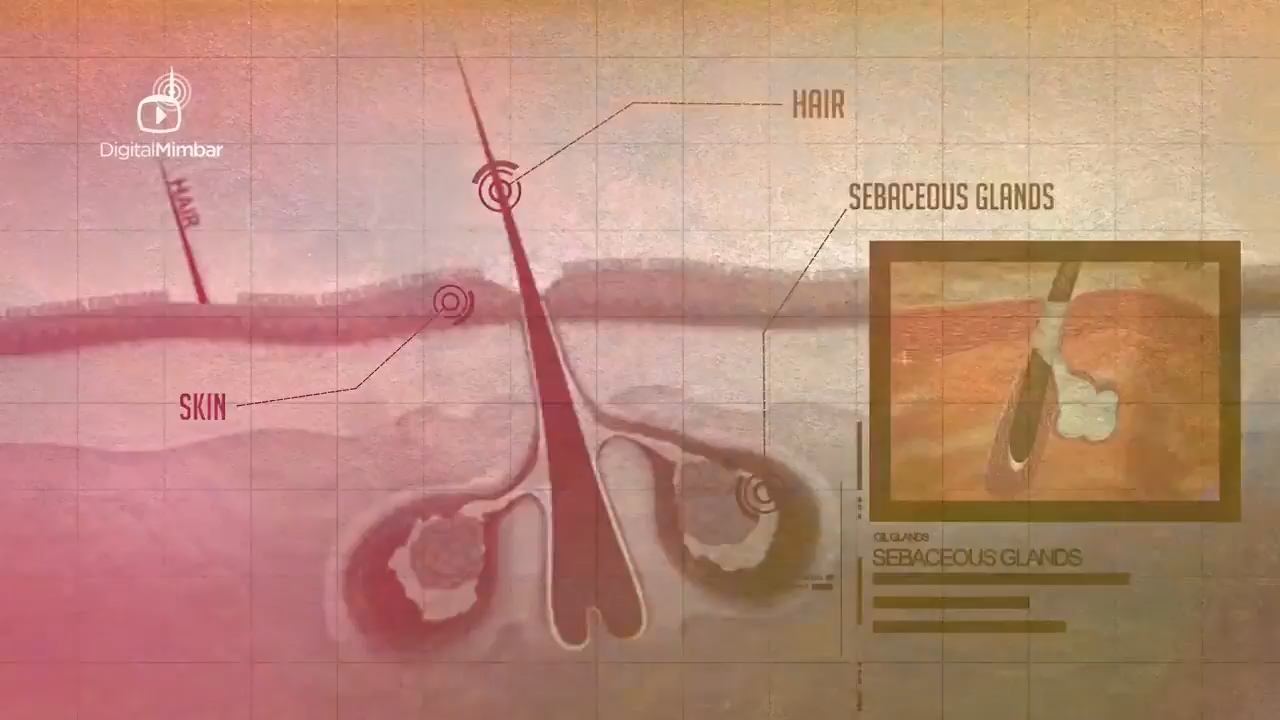 DigitalMimbar
HAIR
HAIR
SEBACEOUS GLANDS
SKIN
OIL GLANDS
SEBACEOUS GLANDS